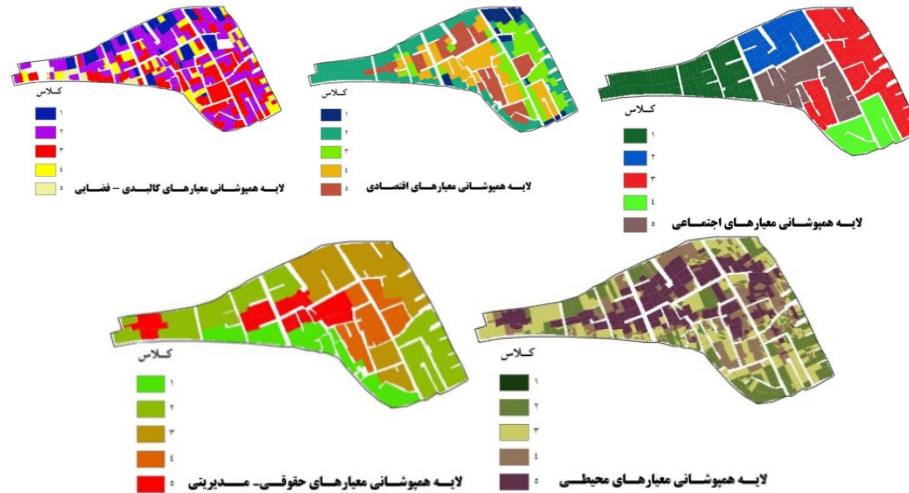 کلاس
۱
۲
۳
۴
۵
لایه همپوشانی معیارهای کالبدی – فضایی
کلاس
۱
۲
۳
۴
۵
لایه همپوشانی معیارهای اقتصادی
کلاس
۱
۲
۳
۴
۵
لایه همپوشانی معیارهای اجتماعی
کلاس
۱
۲
۳
۴
۵
لایه همپوشانی معیارهای حقوقی- مدیریتی
کلاس
۱
۲
۳
۴
۵
لایه همپوشانی معیارهای محیطی